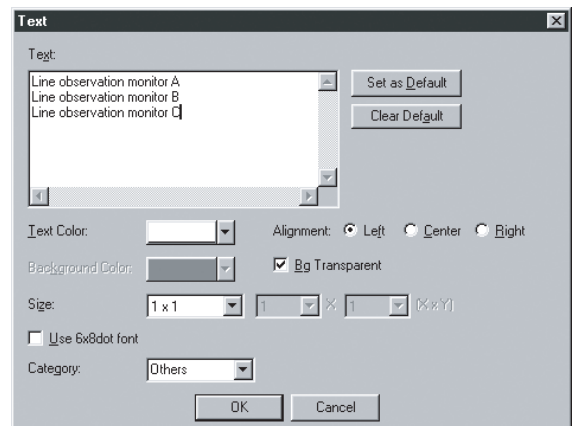 Text
Text:
Line observation monitor A
Line observation monitor B
Line observation monitor C
Set as Default
Clear Default
Text Color:
Alignment: Left Center Right
Background Color:
Bg Transparent
Size: 1 x 1 1 X 1 (X x Y)
Use 6x8dot font
Category: Others
OK Cancel